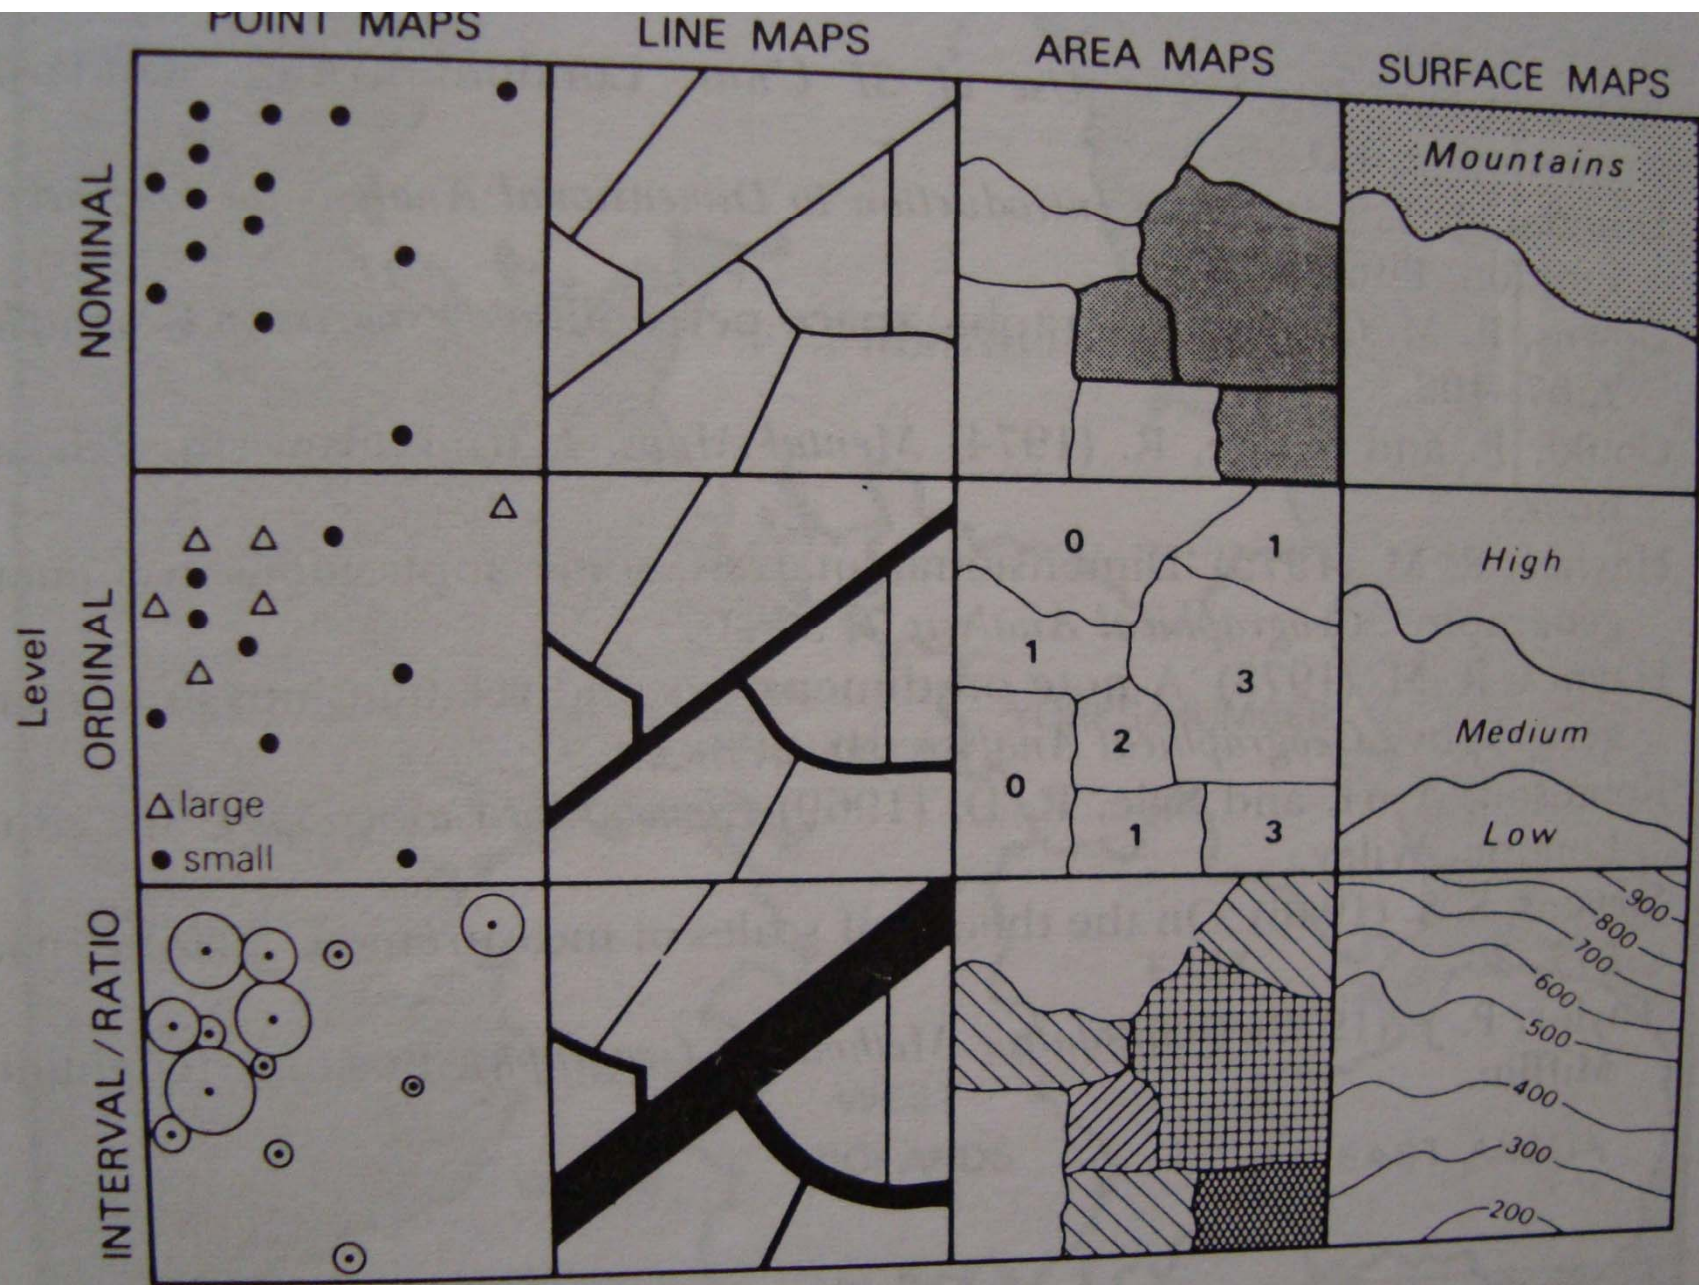 POINT MAPS
LINE MAPS
AREA MAPS
SURFACE MAPS
Level
NOMINAL
Mountains
ORDINAL
large
small
0
1
1
3
2
0
1
3
High
Medium
Low
INTERVAL/RATIO
900
800
700
600
500
400
300
200